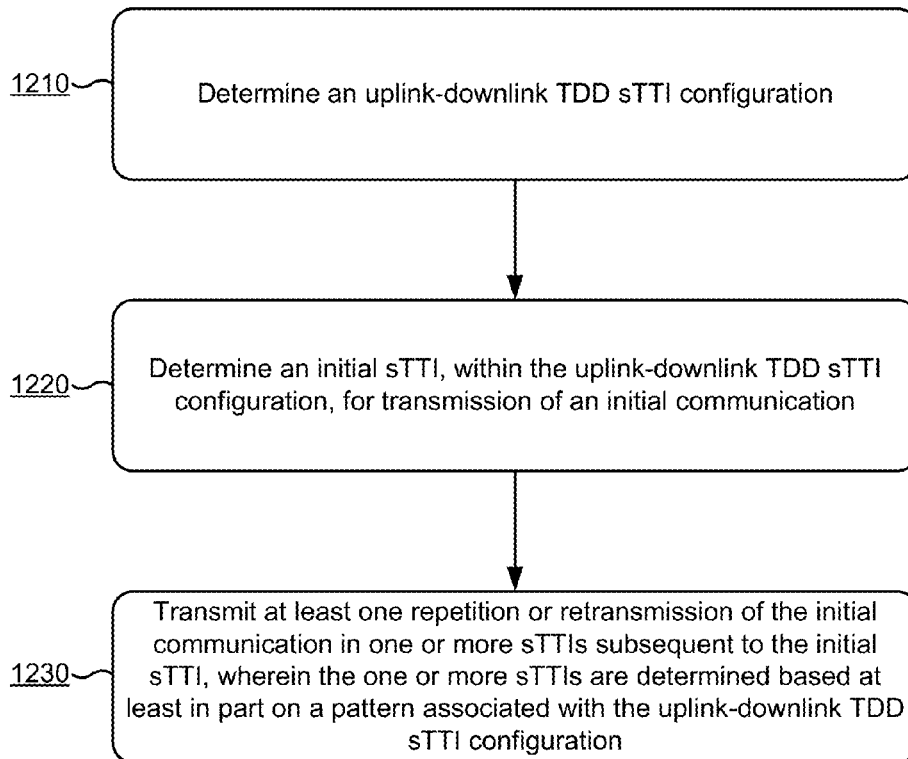 1210
Determine an uplink-downlink TDD sTTI configuration
1220
Determine an initial sTTI, within the uplink-downlink TDD sTTI
configuration, for transmission of an initial communication
1230
Transmit at least one repetition or retransmission of the initial
communication in one or more sTTIs subsequent to the initial
sTTI, wherein the one or more sTTIs are determined based at
least in part on a pattern associated with the uplink-downlink TDD
sTTI configuration